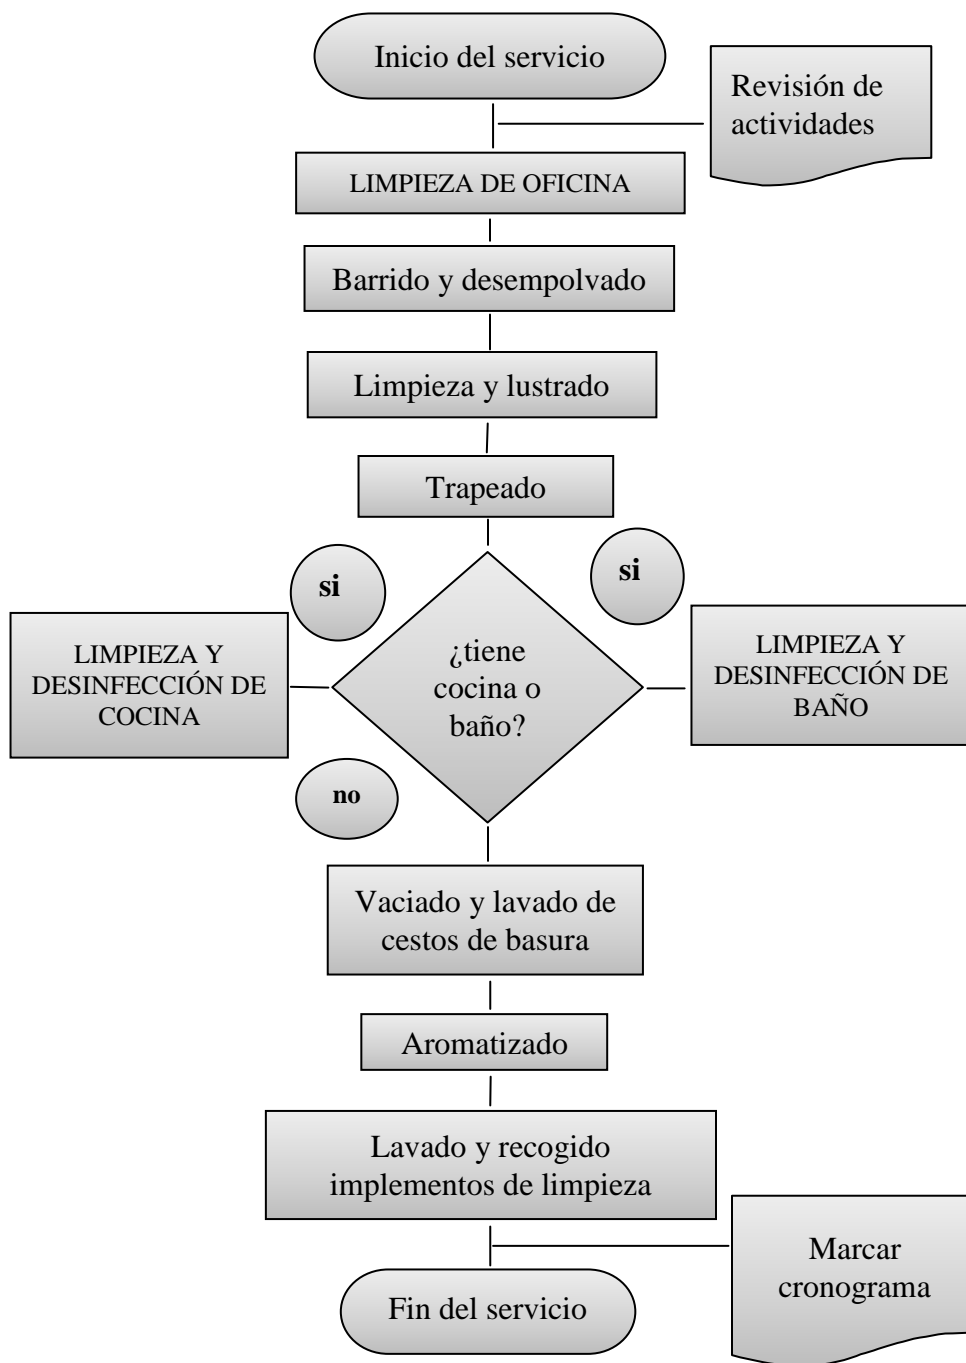 Inicio del servicio
Revisión de
actividades
LIMPIEZA DE OFICINA
Barrido y desempolvado
Limpieza y lustrado
Trapeado
si
si
LIMPIEZA Y
DESINFECCIÓN DE
COCINA
¿tiene
cocina o
baño?
LIMPIEZA Y
DESINFECCIÓN DE
BAÑO
no
Vaciado y lavado de
cestos de basura
Aromatizado
Lavado y recogido
implementos de limpieza
Marcar
cronograma
Fin del servicio